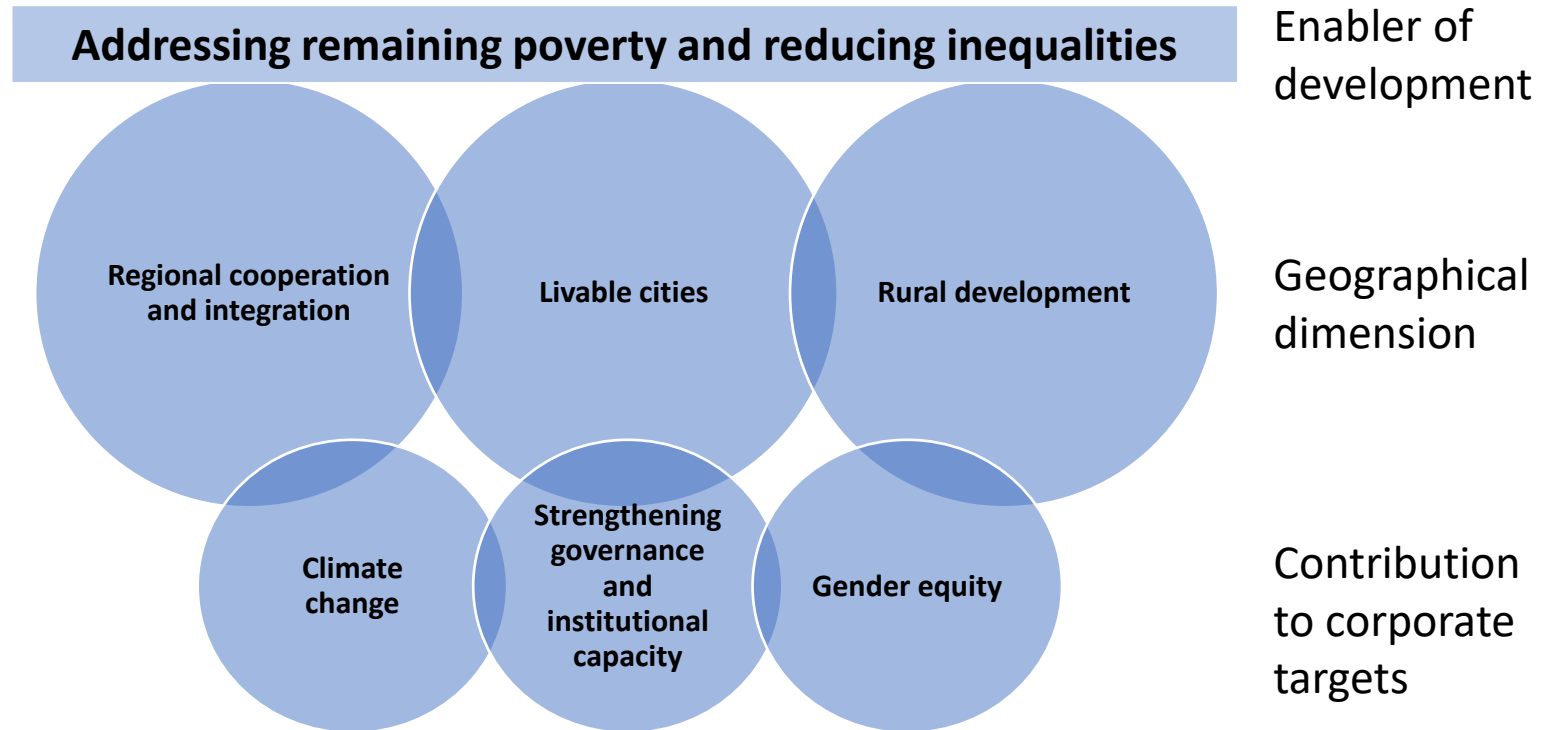 Addressing remaining poverty and reducing inequalities
Enabler of
development
Regional cooperation
and integration
Livable cities
Rural development
Geographical
dimension
Climate
change
Strengthening
governance
and
institutional
capacity
Gender equity
Contribution
to corporate
targets